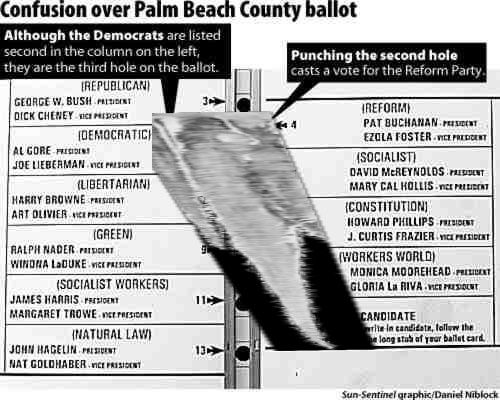 Confusion over Palm Beach County ballot
Although the Democrats are listed
second in the column on the left,
they are the third hole on the ballot.
Punching the second hole
casts a vote for the Reform Party.
(REPUBLICAN)
GEORGE W. BUSH - PRESIDENT
DICK CHENEY - VICE PRESIDENT
3
(DEMOCRATIC)
AL GORE - PRESIDENT
JOE LIEBERMAN - VICE PRESIDENT
(LIBERTARIAN)
HARRY BROWNE - PRESIDENT
ART OLIVIER - VICE PRESIDENT
(GREEN)
RALPH NADER - PRESIDENT
WINONA LaDUKE - VICE PRESIDENT
9
(SOCIALIST WORKERS)
JAMES HARRIS - PRESIDENT
MARGARET TROWE - VICE PRESIDENT
11
(NATURAL LAW)
JOHN HAGELIN - PRESIDENT
NAT GOLDHABER - VICE PRESIDENT
13
(REFORM)
4
PAT BUCHANAN - PRESIDENT
EZOLA FOSTER - VICE PRESIDENT
(SOCIALIST)
DAVID McREYNOLDS - PRESIDENT
MARY CAL HOLLIS - VICE PRESIDENT
(CONSTITUTION)
HOWARD PHILLIPS - PRESIDENT
J. CURTIS FRAZIER - VICE PRESIDENT
(WORKERS WORLD)
MONICA MOOREHEAD - PRESIDENT
GLORIA La RIVA - VICE PRESIDENT
CANDIDATE
write-in candidate, follow the
long stub of your ballot card.
Sun-Sentinel graphic/Daniel Niblock